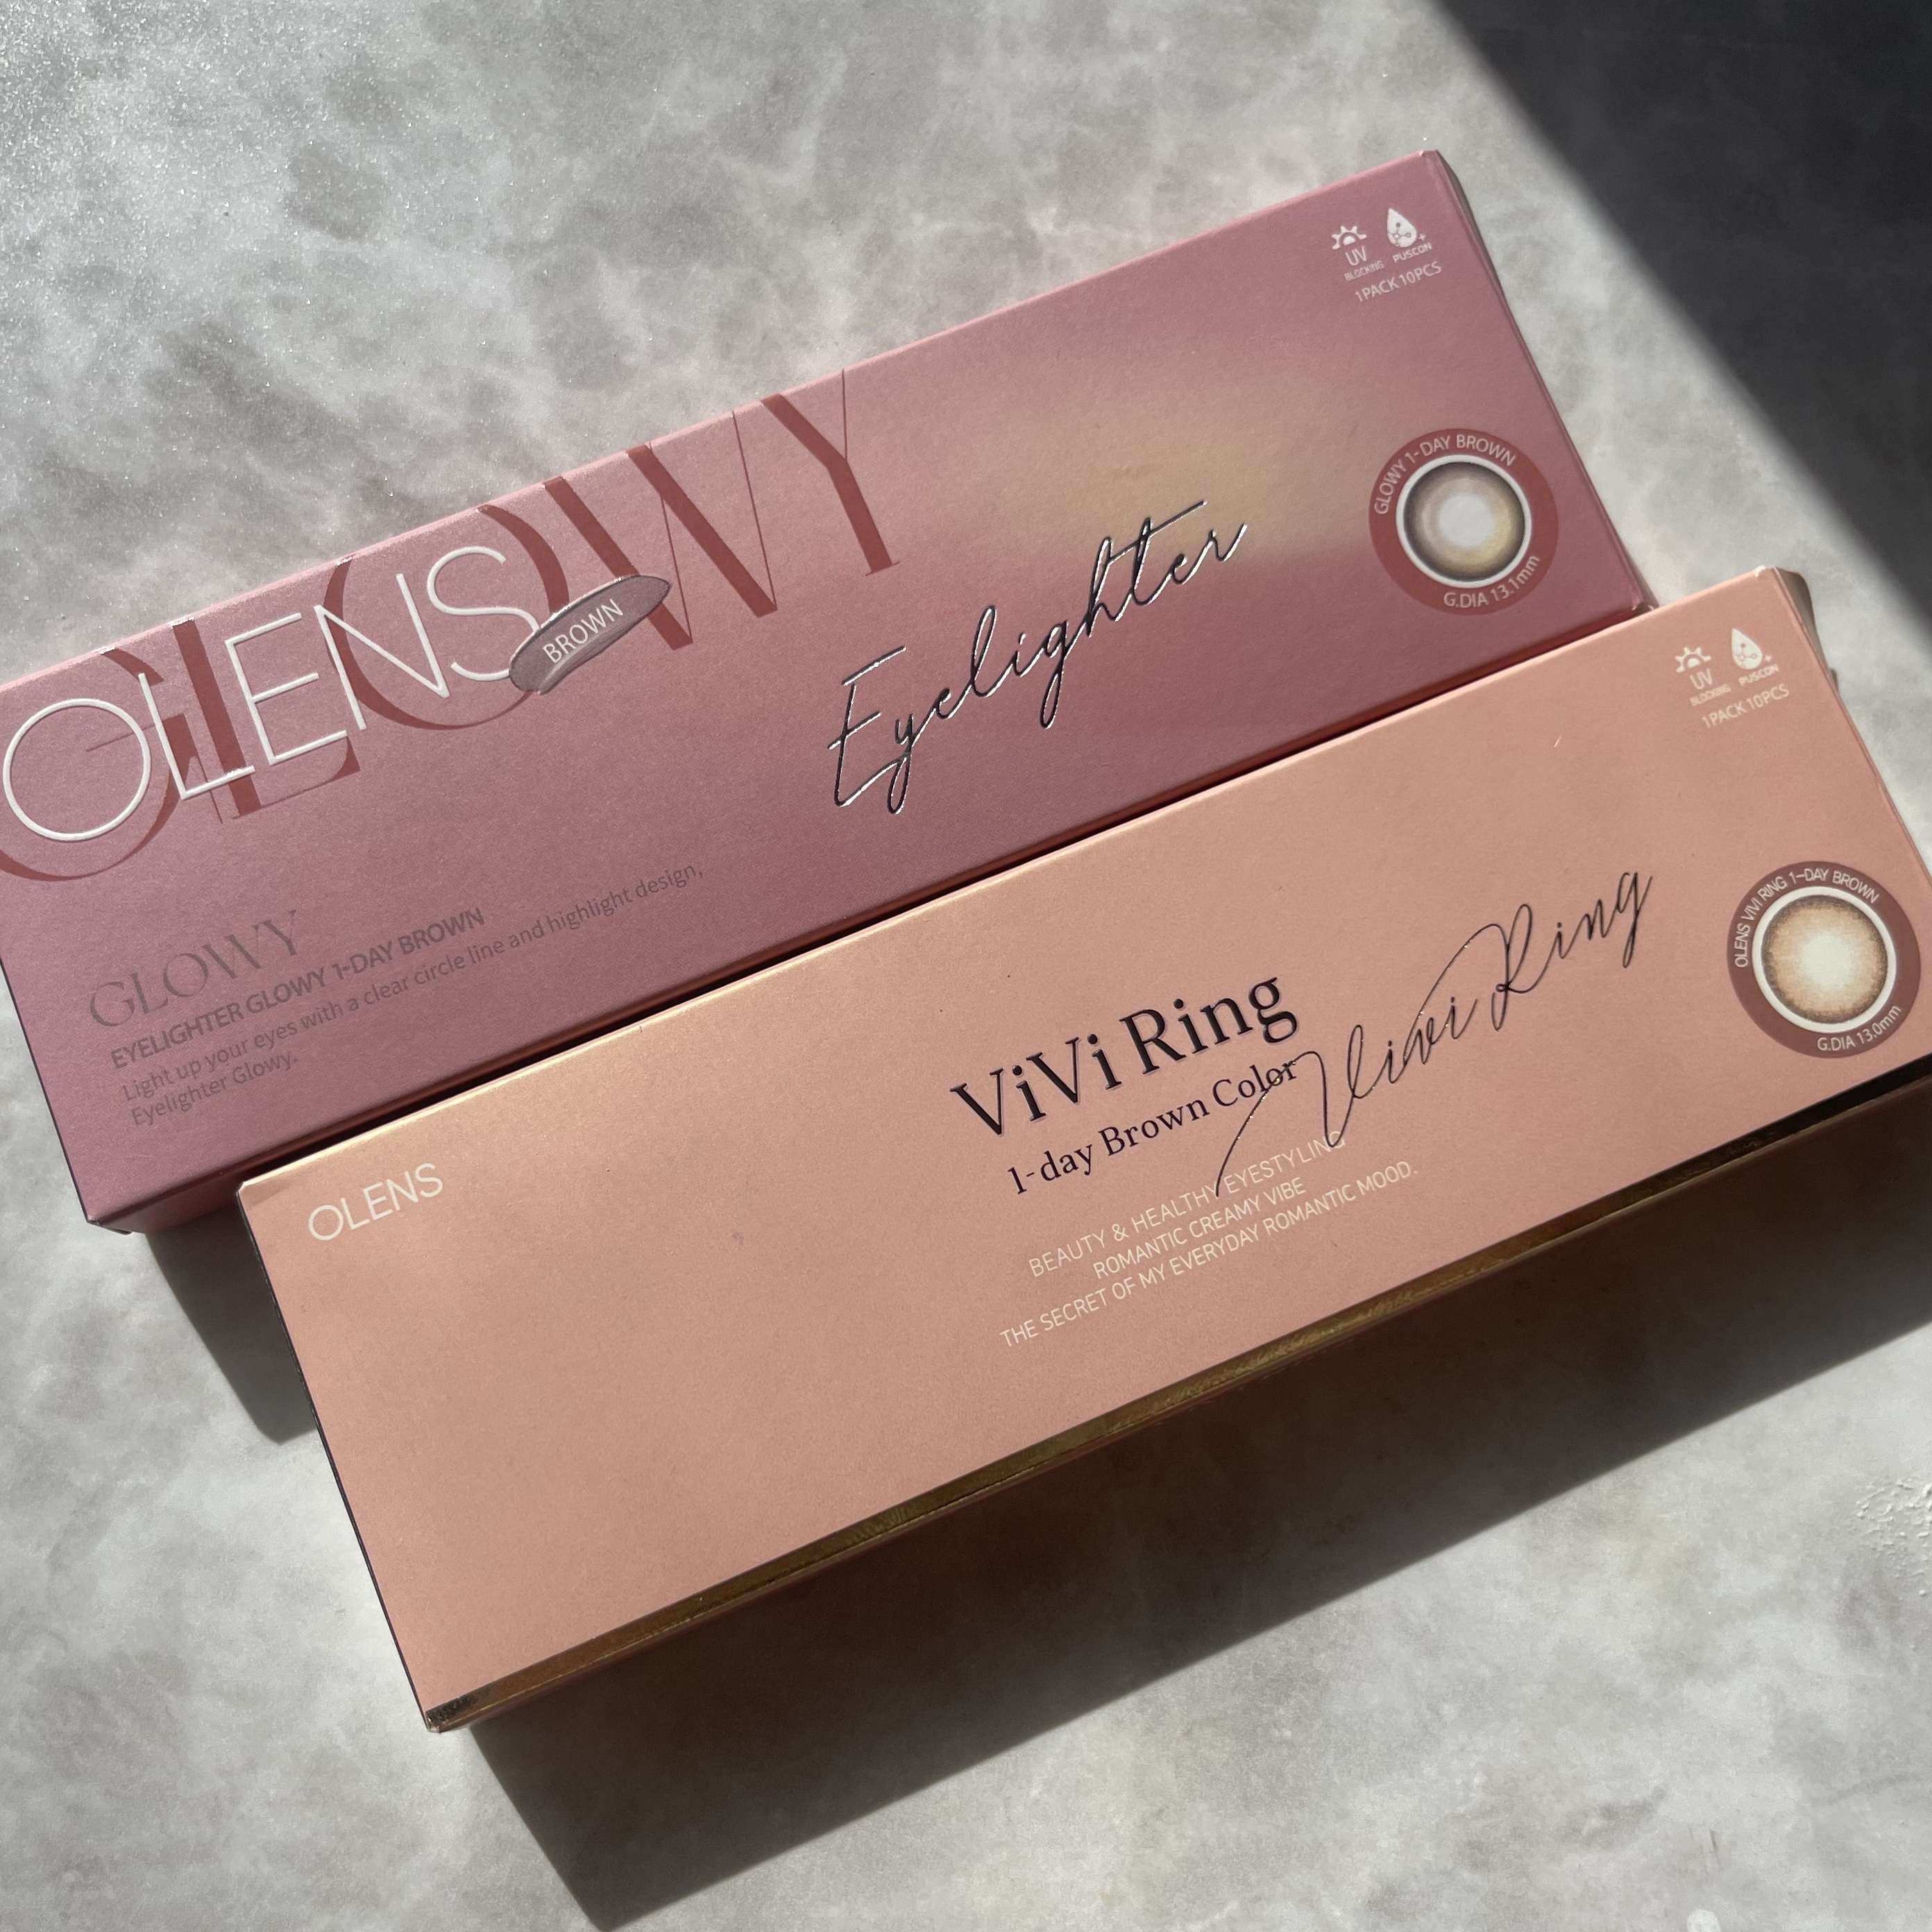 UV
BLOCKING
PUSCON
1PACK 10PCS
GLOWY
OLENS
BROWN
Eyelighter
GLOWY 1-DAY BROWN
G.DIA 13.1mm
GLOWY
EYELIGHTER GLOWY 1-DAY BROWN
Light up your eyes with a clear circle line and highlight design,
Eyelighter Glowy.
UV
BLOCKING
PUSCON
1PACK 10PCS
OLENS
ViVi Ring
1-day Brown Color
Vivi Ring
BEAUTY & HEALTHY EYESTYLING
ROMANTIC CREAMY VIBE
THE SECRET OF MY EVERYDAY ROMANTIC MOOD.
OLENS VIVI RING 1-DAY BROWN
G.DIA 13.0mm